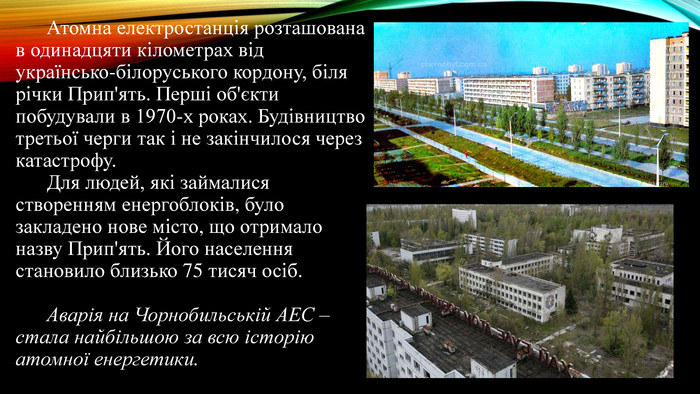 Атомна електростанція розташована
в одинадцяти кілометрах від
українсько-білоруського кордону, біля
річки Прип'ять. Перші об'єкти
побудували в 1970-х роках. Будівництво
третьої черги так і не закінчилося через
катастрофу.
Для людей, які займалися
створенням енергоблоків, було
закладено нове місто, що отримало
назву Прип'ять. Його населення
становило близько 75 тисяч осіб.
Аварія на Чорнобильській АЕС –
стала найбільшою за всю історію
атомної енергетики.